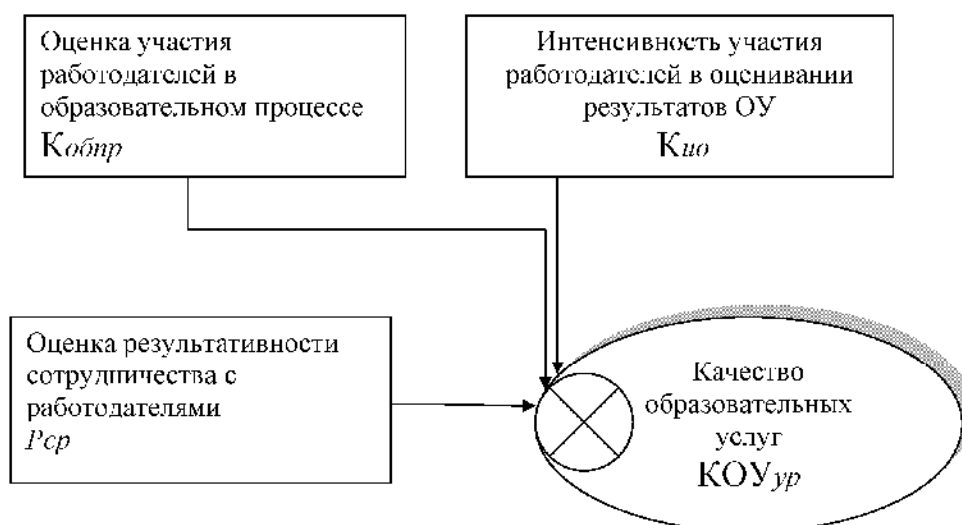 Оценка участия
работодателей в
образовательном процессе
Кобпр
Интенсивность участия
работодателей в оценивании
результатов ОУ
Кио
Оценка результативности
сотрудничества с
работодателями
Рср
Качество
образовательных
услуг
КОУур